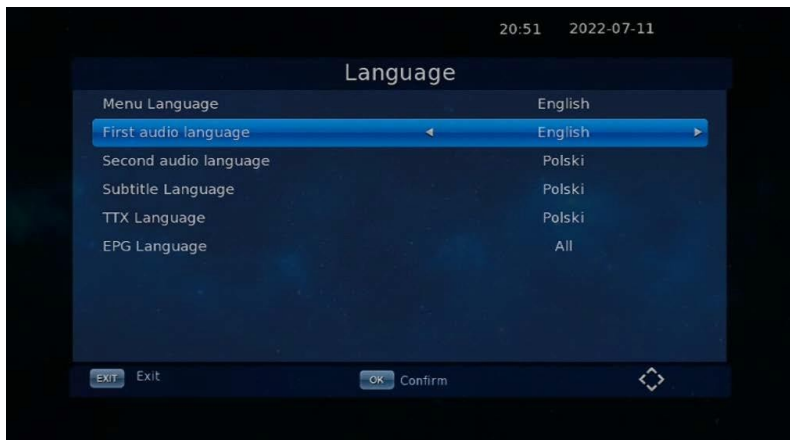 20:51 2022-07-11
Language
Menu Language English
First audio language English
Second audio language Polski
Subtitle Language Polski
TTX Language Polski
EPG Language All
EXIT Exit OK Confirm